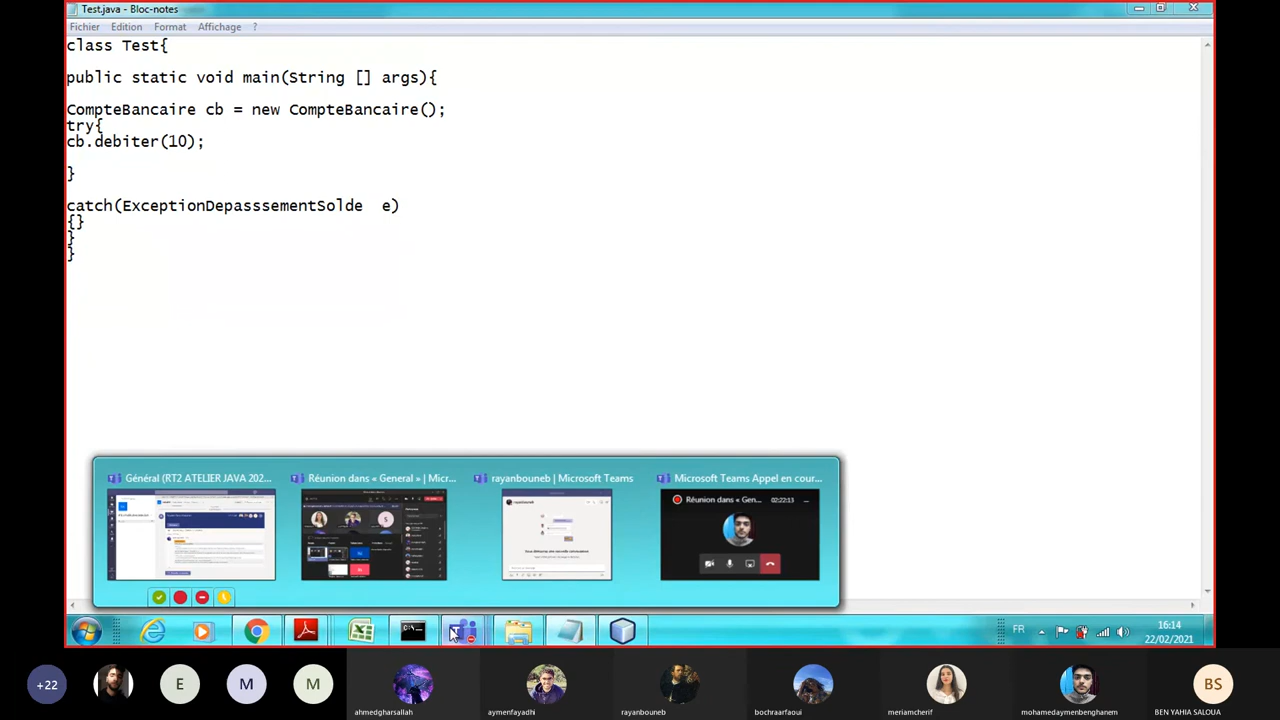 Test.java - Bloc-notes
Fichier Edition Format Affichage ?
class Test{
public static void main(String [] args){
CompteBancaire cb = new CompteBancaire();
try{
cb.debiter(10);
}
catch(ExceptionDepasssementSolde e)
{}
}
}
Général (RT2 ATELIER JAVA 202... Réunion dans « General » | Micr... rayanbouneb | Microsoft Teams Microsoft Teams Appel en cour...
Réunion dans « Gen... 02:22:13
FR 16:14
22/02/2021
+22 E M M BS
ahmedgharsallah aymenfayadhi rayanbouneb bochraarfaoui meriamcherif mohamedaymenbenghanem BEN YAHIA SALOUA